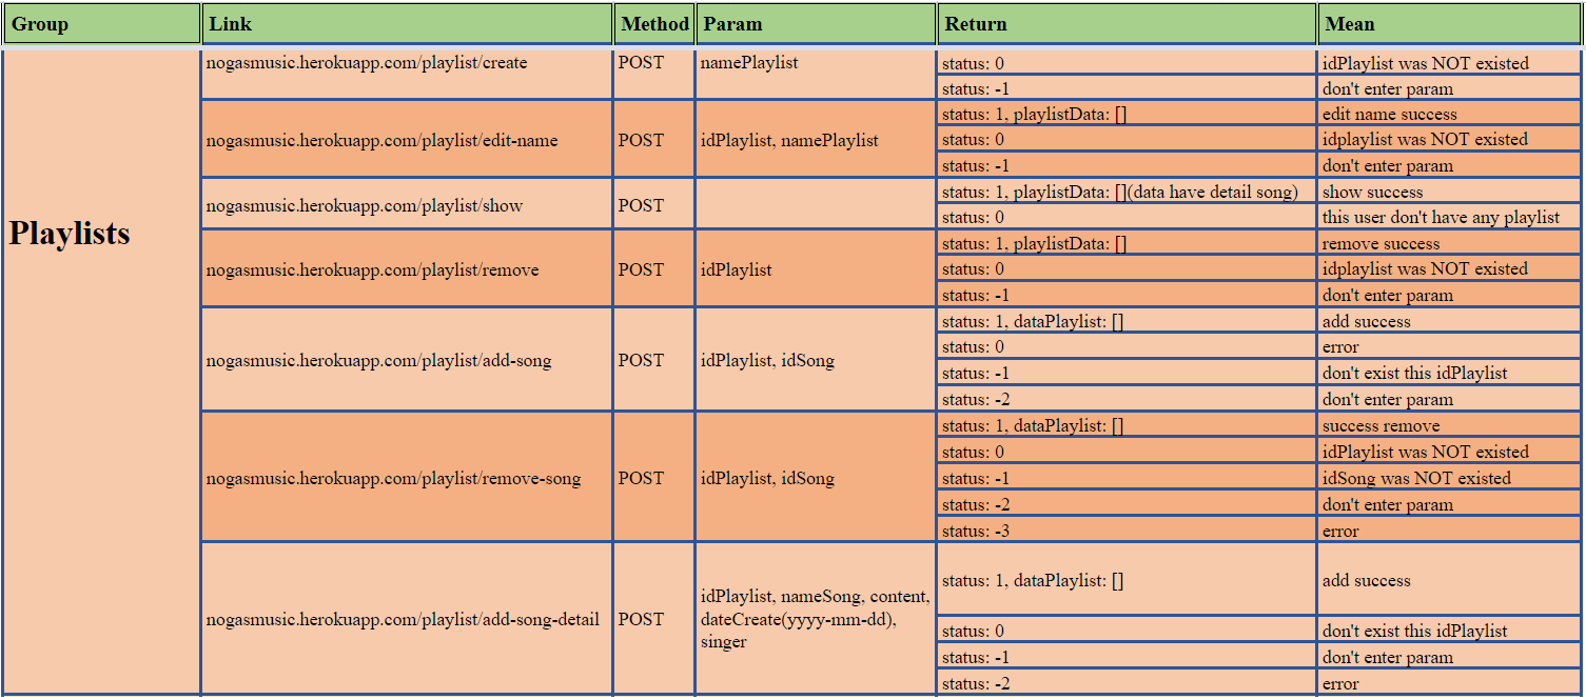 Group Link Method Param Return Mean
Playlists
nogasmusic.herokuapp.com/playlist/create POST namePlaylist status: 0 idPlaylist was NOT existed
status: -1 don't enter param
nogasmusic.herokuapp.com/playlist/edit-name POST idPlaylist, namePlaylist
status: 1, playlistData: [] edit name success
status: 0 idplaylist was NOT existed
status: -1 don't enter param
nogasmusic.herokuapp.com/playlist/show POST
status: 1, playlistData: [](data have detail song) show success
status: 0 this user don't have any playlist
nogasmusic.herokuapp.com/playlist/remove POST idPlaylist
status: 1, playlistData: [] remove success
status: 0 idplaylist was NOT existed
status: -1 don't enter param
nogasmusic.herokuapp.com/playlist/add-song POST idPlaylist, idSong
status: 1, dataPlaylist: [] add success
status: 0 error
status: -1 don't exist this idPlaylist
status: -2 don't enter param
nogasmusic.herokuapp.com/playlist/remove-song POST idPlaylist, idSong
status: 1, dataPlaylist: [] success remove
status: 0 idPlaylist was NOT existed
status: -1 idSong was NOT existed
status: -2 don't enter param
status: -3 error
nogasmusic.herokuapp.com/playlist/add-song-detail POST
idPlaylist, nameSong, content,
dateCreate(yyyy-mm-dd),
singer
status: 1, dataPlaylist: [] add success
status: 0 don't exist this idPlaylist
status: -1 don't enter param
status: -2 error